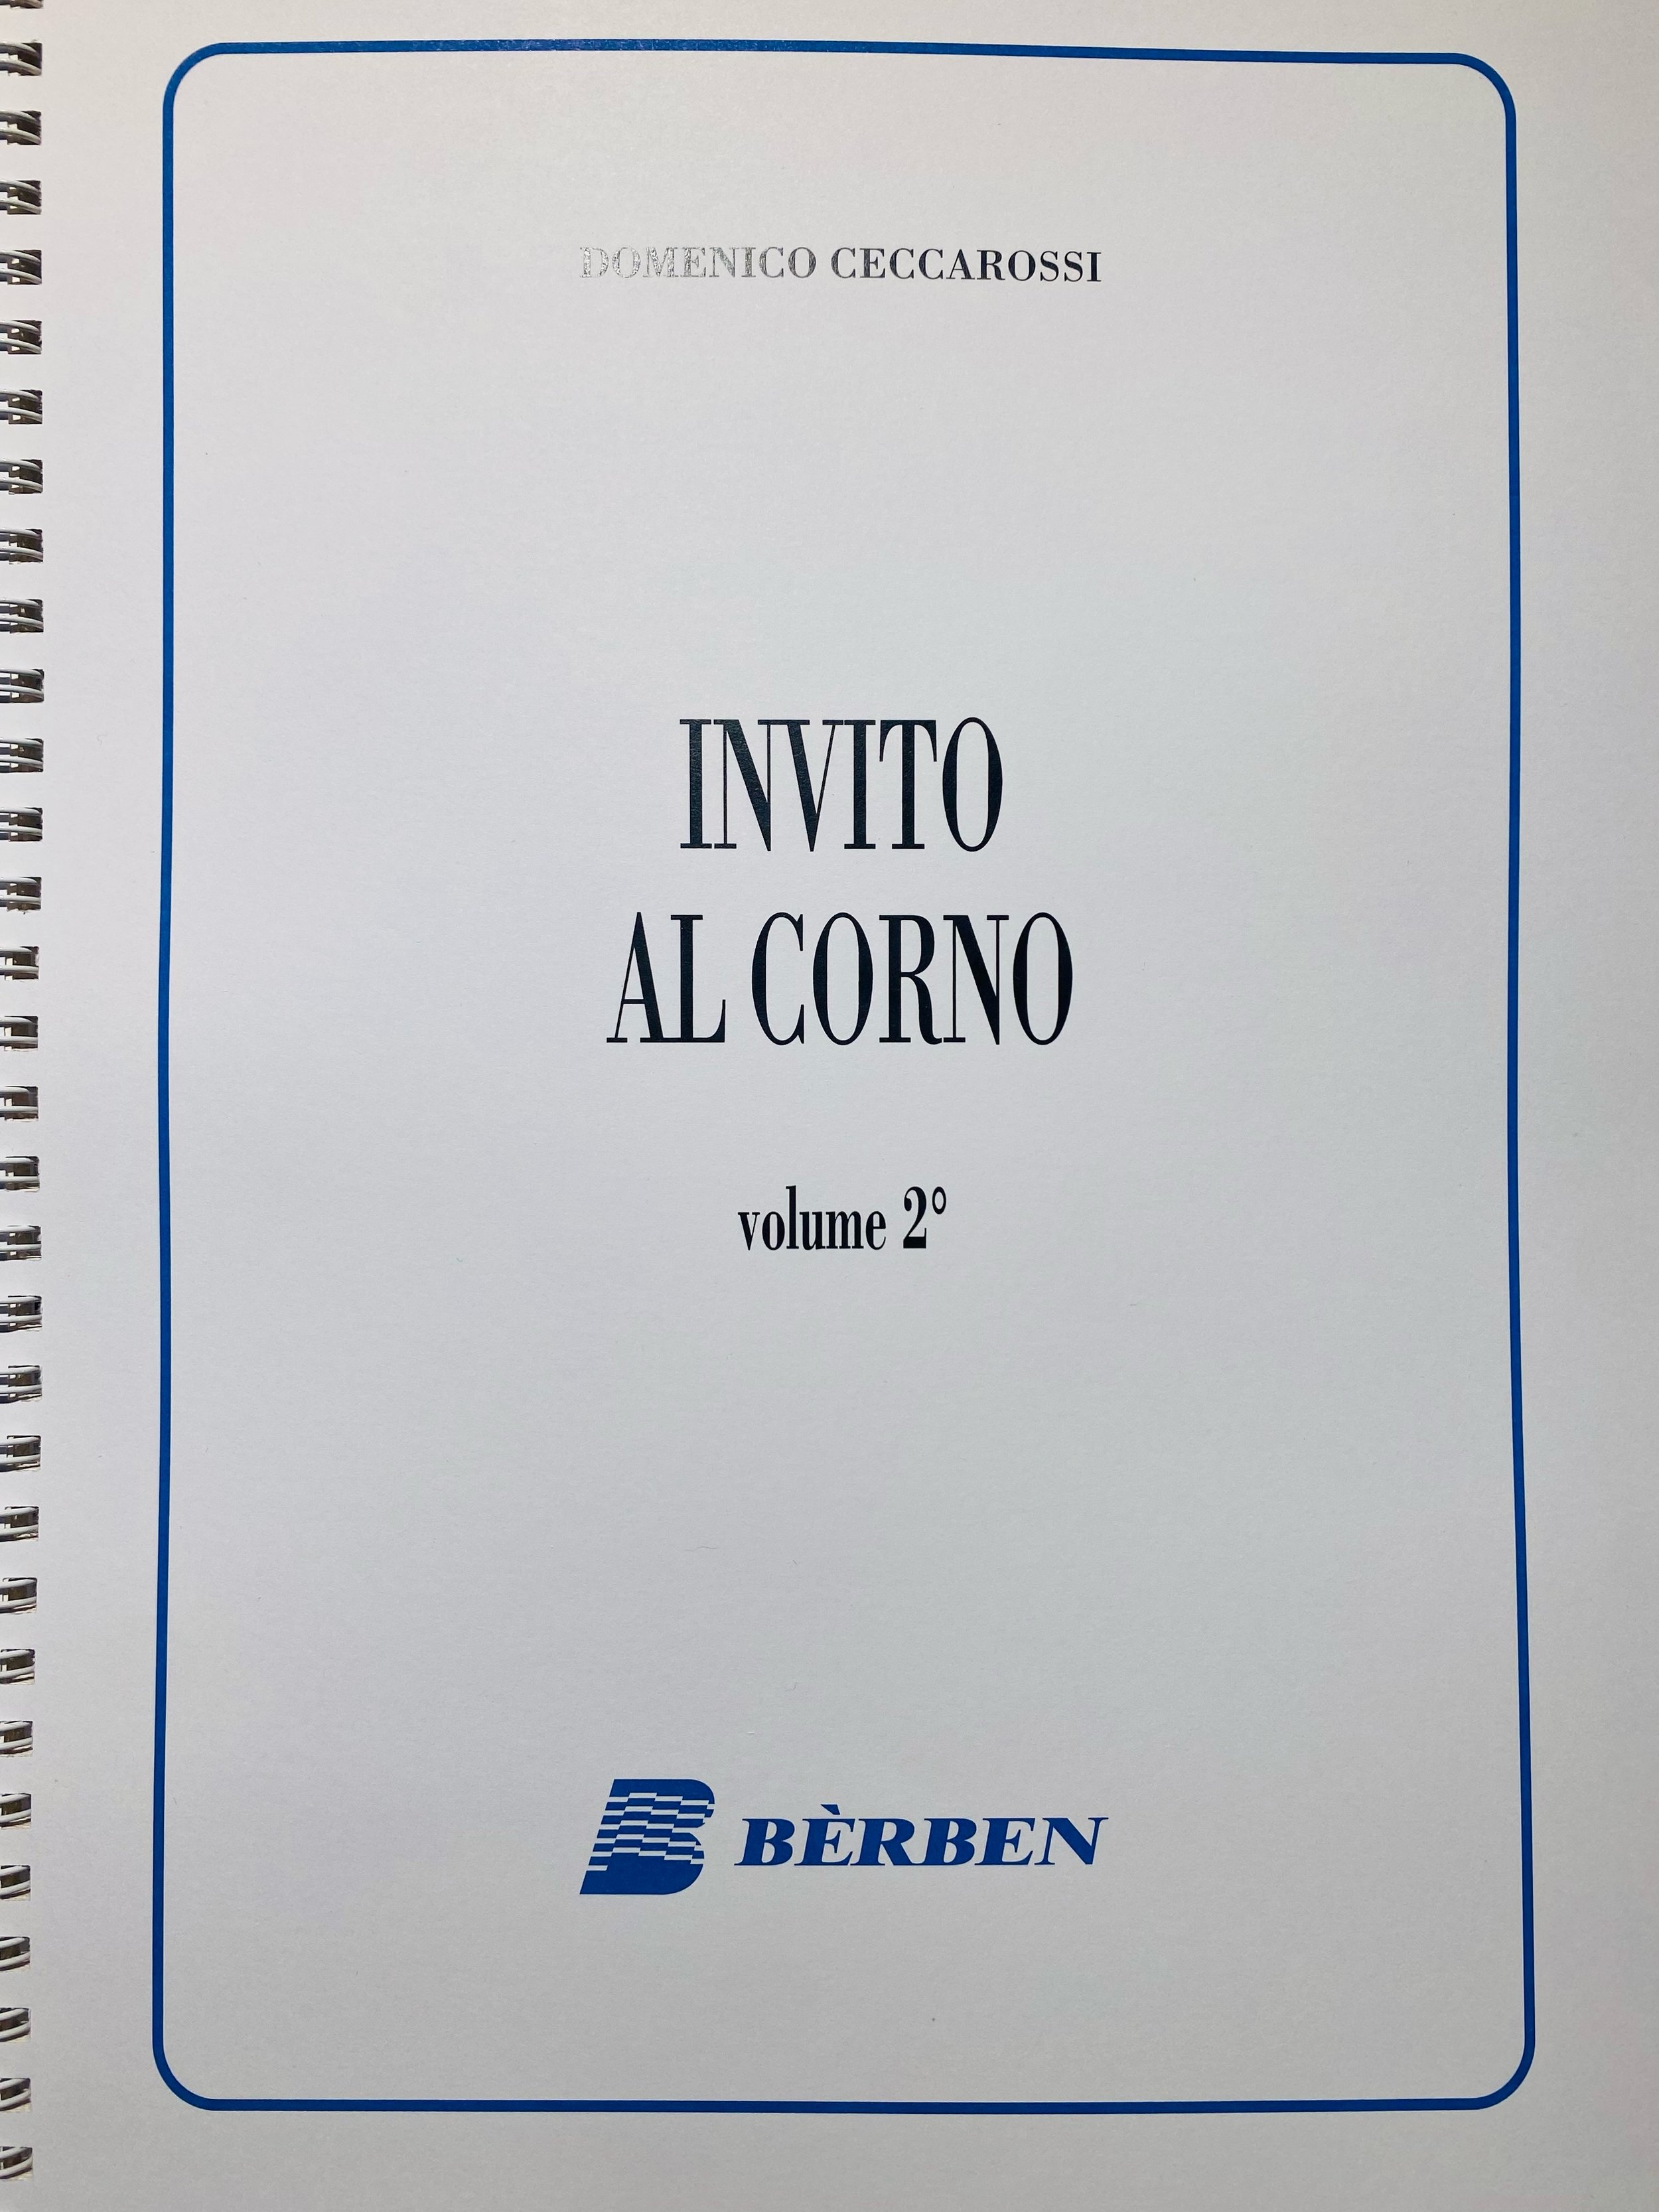 DOMENICO CECCAROSSI
INVITO
AL CORNO
volume 2°
B BÈRBEN